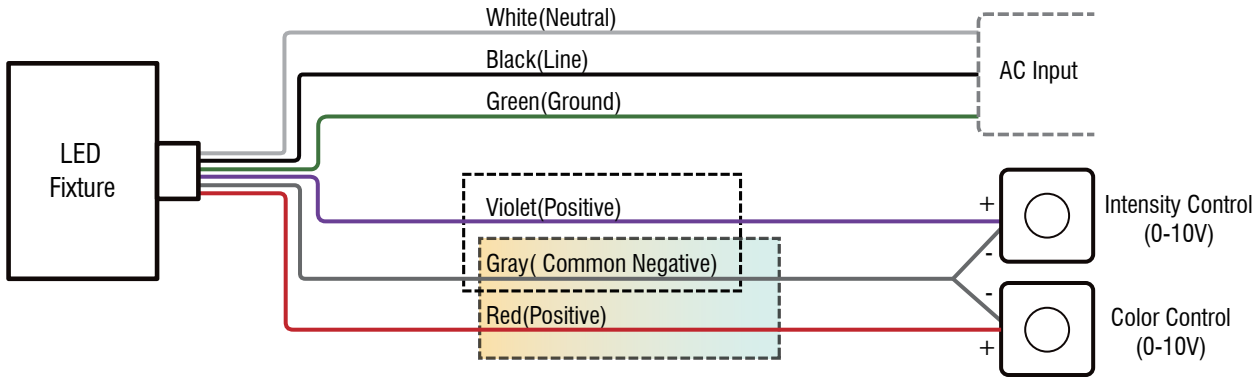 White(Neutral)
Black(Line)
Green(Ground)
AC Input
LED
Fixture
Violet(Positive)
Gray( Common Negative)
Red(Positive)
+
-
Intensity Control
(0-10V)
-
+
Color Control
(0-10V)